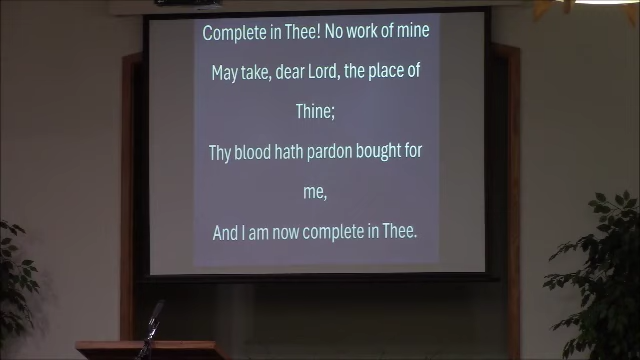 Complete in Thee! No work of mine
May take, dear Lord, the place of
Thine;
Thy blood hath pardon bought for
me,
And I am now complete in Thee.